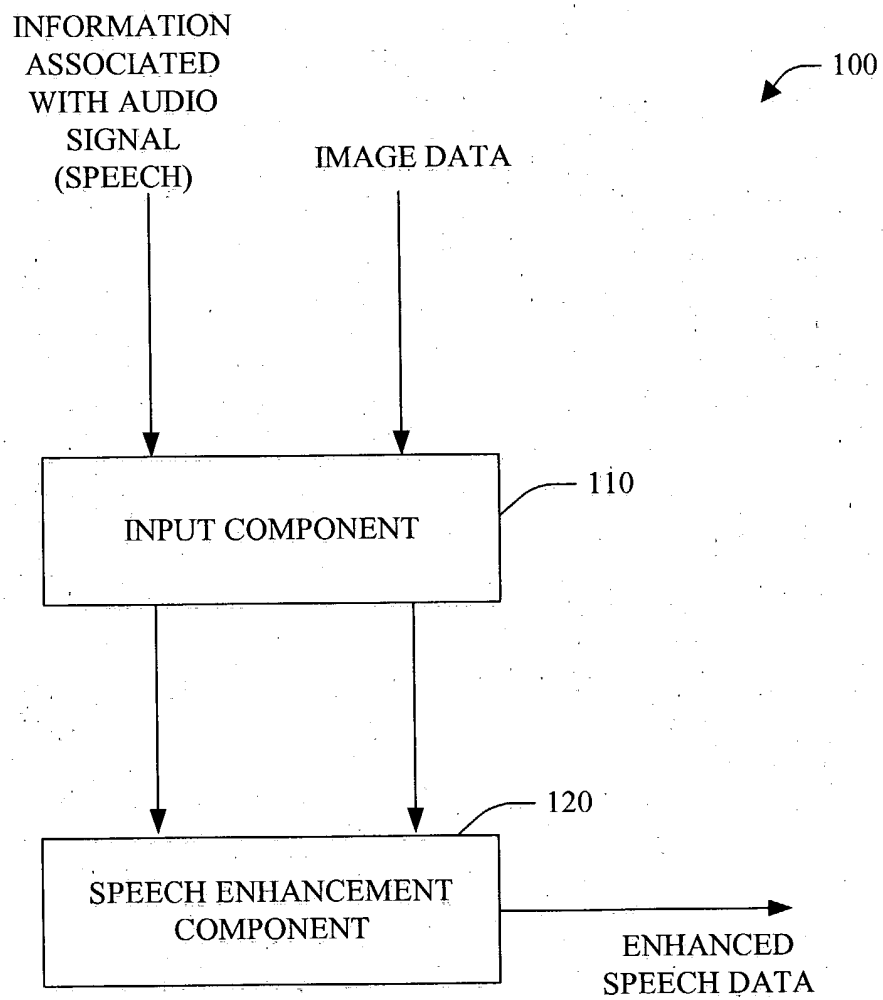 INFORMATION
ASSOCIATED
WITH AUDIO
SIGNAL
(SPEECH)
IMAGE DATA
100
INPUT COMPONENT
110
SPEECH ENHANCEMENT
COMPONENT
120
ENHANCED
SPEECH DATA